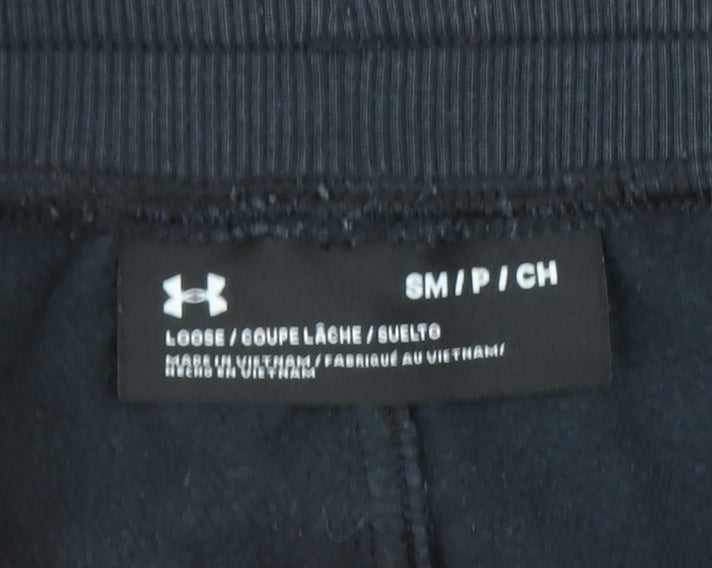 SM / P / CH
LOOSE / COUPE LÂCHE / SUELTO
MADE IN VIETNAM / FABRIQUÉ AU VIETNAM/
HECHO EN VIETNAM